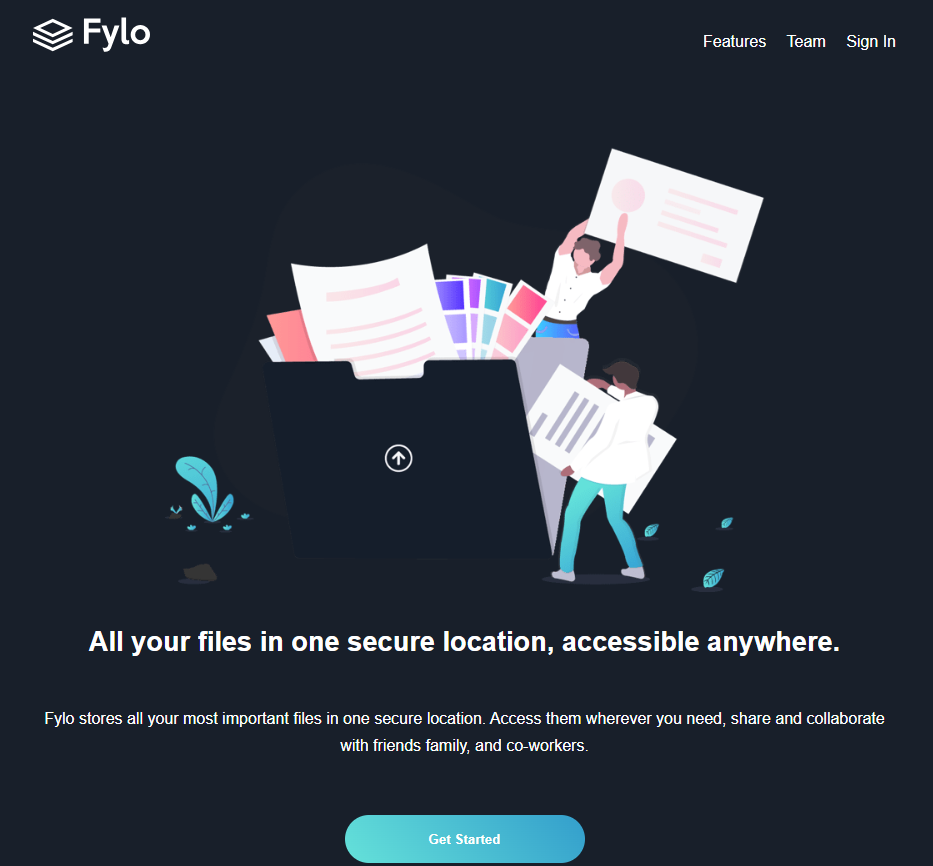 Fylo
Features Team Sign In
All your files in one secure location, accessible anywhere.
Fylo stores all your most important files in one secure location. Access them wherever you need, share and collaborate
with friends family, and co-workers.
Get Started